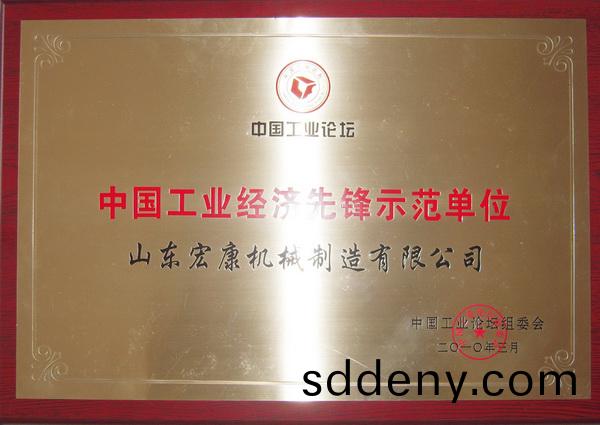 中国工业论坛
中国工业经济先锋示范单位
山东宏康机械制造有限公司
中国工业论坛组委会
二〇一〇年三月
sddeny.com